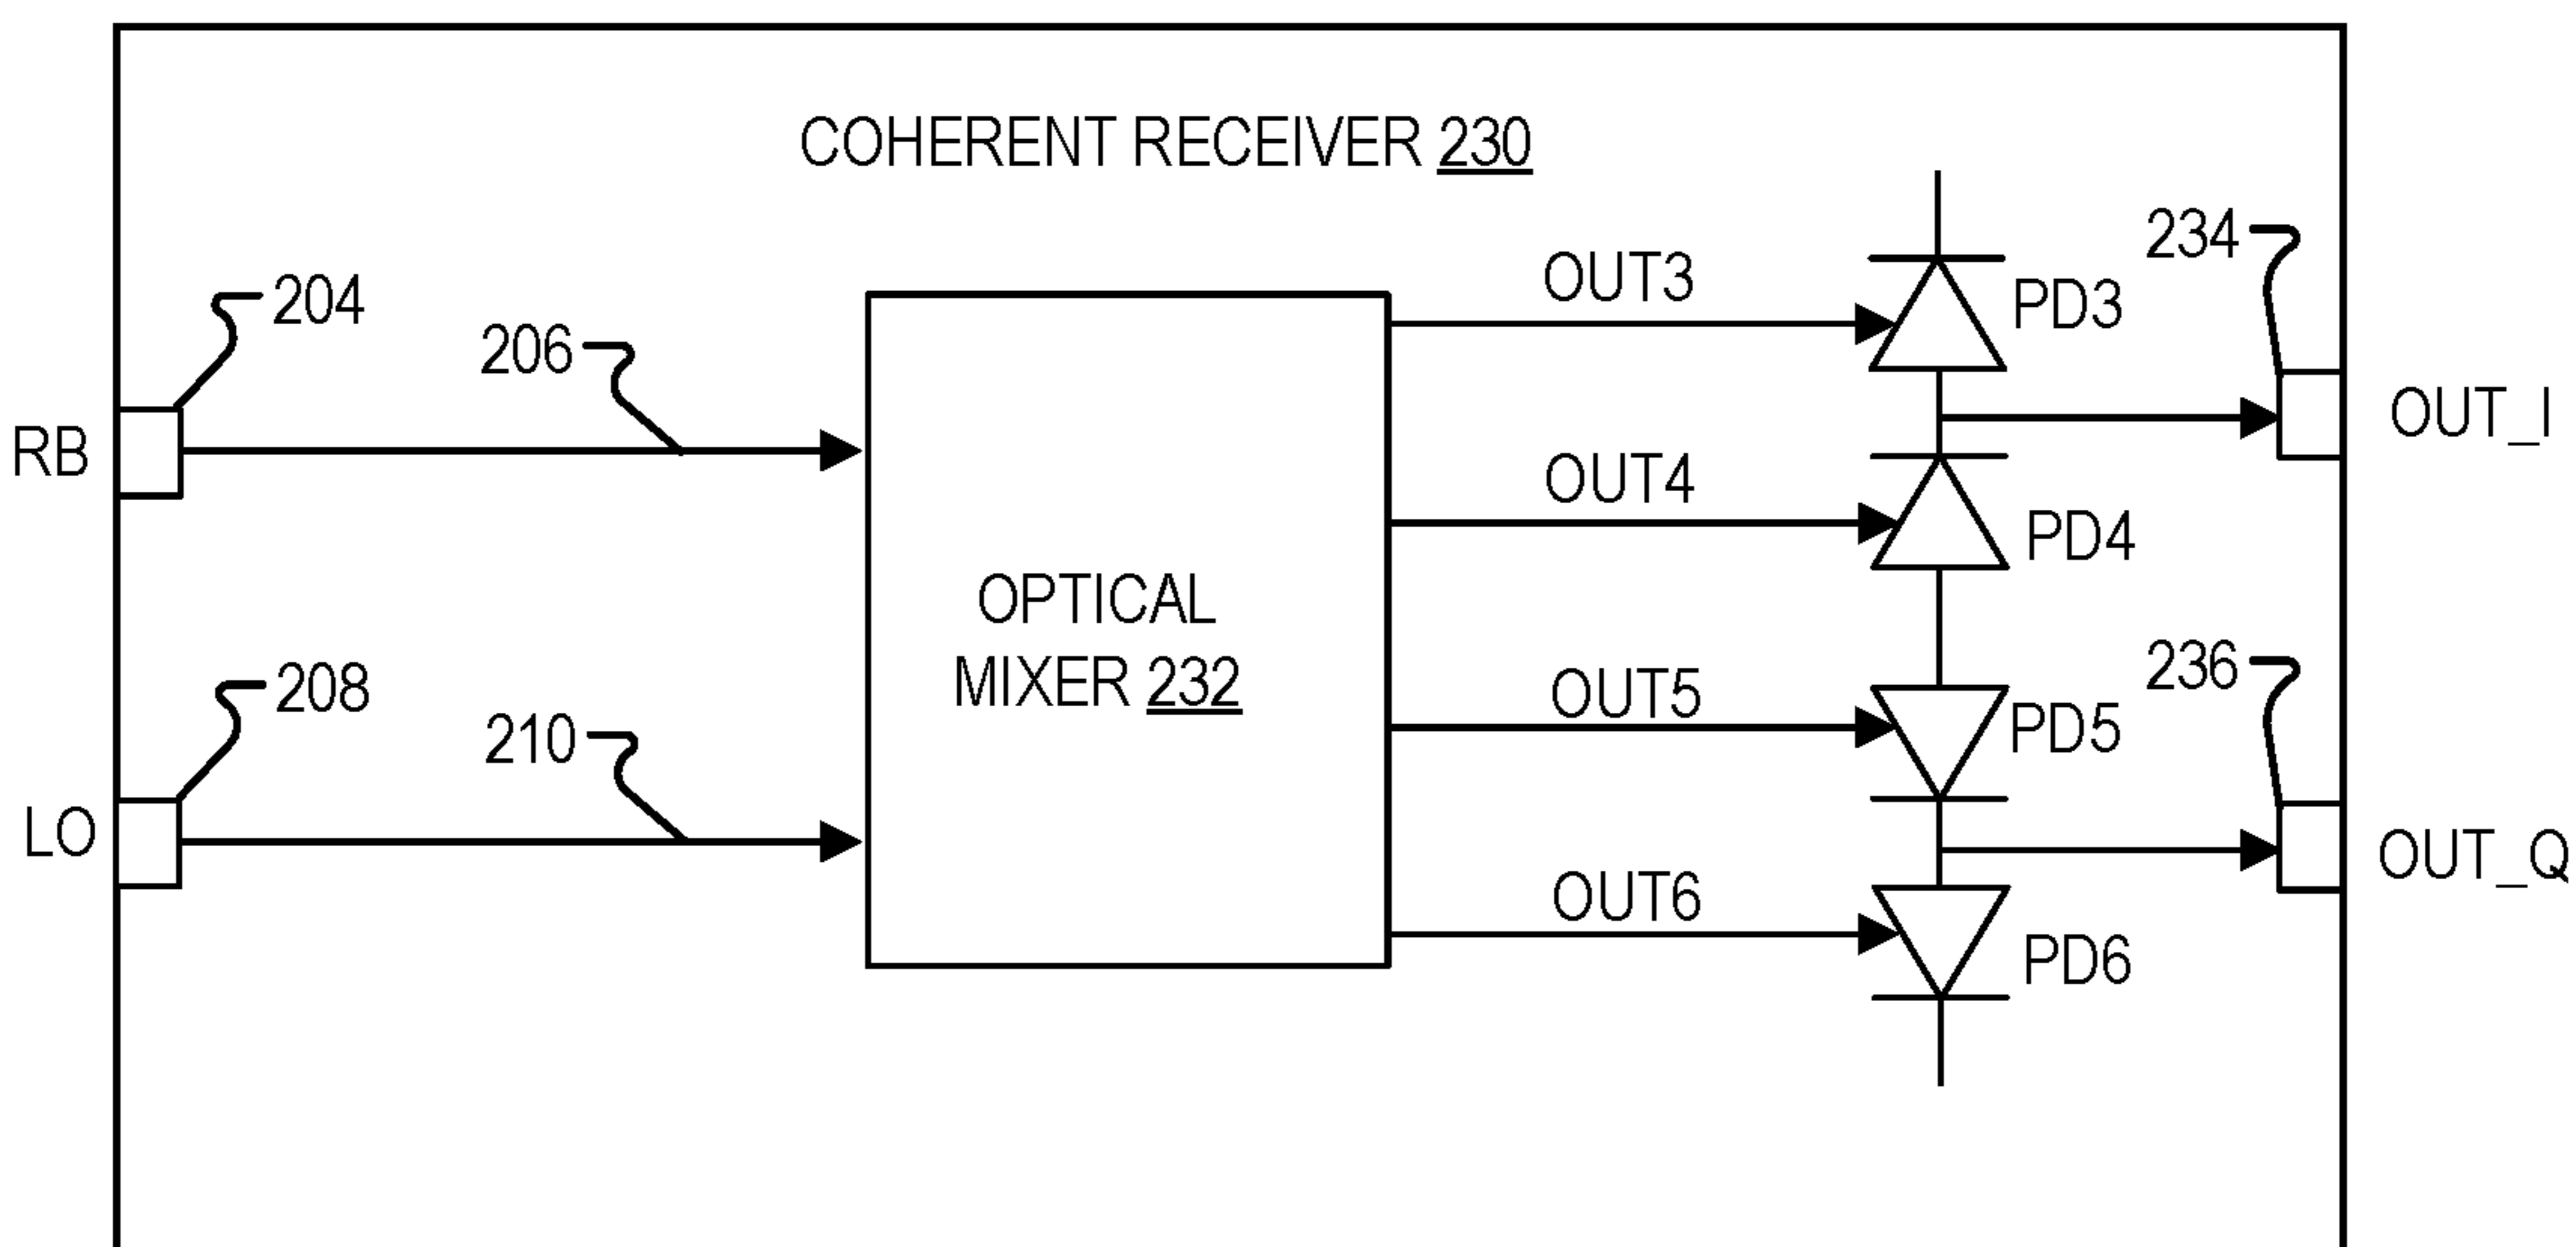 COHERENT RECEIVER 230
234
OUT3
204
PD3
206
OUT_I
RB
OUT4
PD4
OPTICAL
MIXER 232
236
208
OUT5
PD5
210
LO
OUT_Q
OUT6
PD6